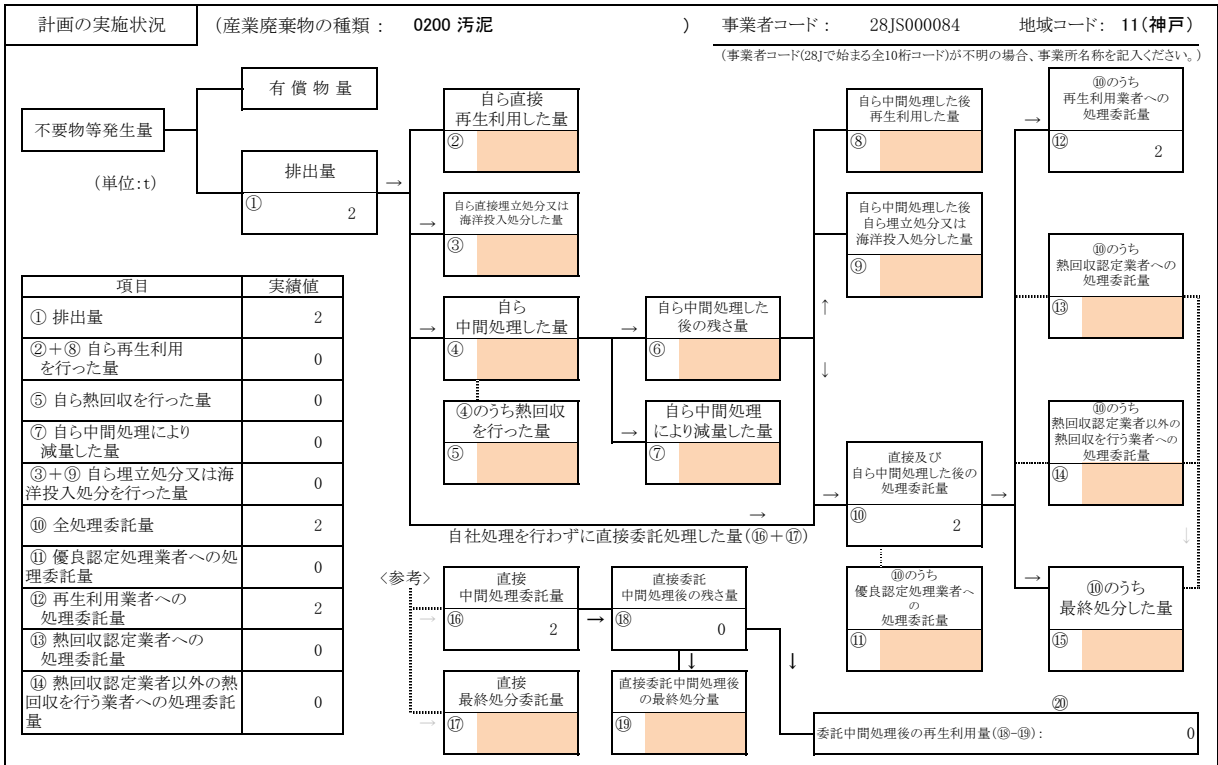 計画の実施状況 (産業廃棄物の種類： 0200 汚泥 ) 事業者コード： 28JS000084 地域コード： 11(神戸)
(事業者コード(28Jで始まる全10桁コード)が不明の場合、事業所名称を記入ください。)
不要物等発生量
(単位:t)
有償物量
排出量
→
① 2
自ら直接
再生利用した量
②
→
自ら直接埋立処分又は
海洋投入処分した量
③
→
自ら
中間処理した量
④
④のうち熱回収
を行った量
⑤
→
自ら中間処理した
後の残さ量
⑥
→
自ら中間処理
により減量した量
⑦
自ら中間処理した後
再生利用した量
⑧
自ら中間処理した後
自ら埋立処分又は
海洋投入処分した量
⑨
↑
↓
→
直接及び
自ら中間処理した後の
処理委託量
⑩ 2
→
⑩のうち
優良認定処理業者へ
の
処理委託量
⑪
→
⑩のうち
再生利用業者への
処理委託量
⑫ 2
⑩のうち
熱回収認定業者への
処理委託量
⑬
⑩のうち
熱回収認定業者以外の
熱回収を行う業者への
処理委託量
⑭
↓
→
⑩のうち
最終処分した量
⑮
→
自社処理を行わずに直接委託処理した量(⑯＋⑰)
〈参考〉
→
直接
中間処理委託量
⑯ 2
→
直接委託
中間処理後の残さ量
⑱ 0
↓
↓
→
直接
最終処分委託量
⑰
直接委託中間処理後
の最終処分量
⑲
⑳
委託中間処理後の再生利用量(⑱-⑲)： 0
項目 実績値
① 排出量 2
②＋⑧ 自ら再生利用
を行った量 0
⑤ 自ら熱回収を行った量 0
⑦ 自ら中間処理により
減量した量 0
③＋⑨ 自ら埋立処分又は海
洋投入処分を行った量 0
⑩ 全処理委託量 2
⑪ 優良認定処理業者への処
理委託量 0
⑫ 再生利用業者への
処理委託量 2
⑬ 熱回収認定業者への
処理委託量 0
⑭ 熱回収認定業者以外の熱
回収を行う業者への処理委託
量 0